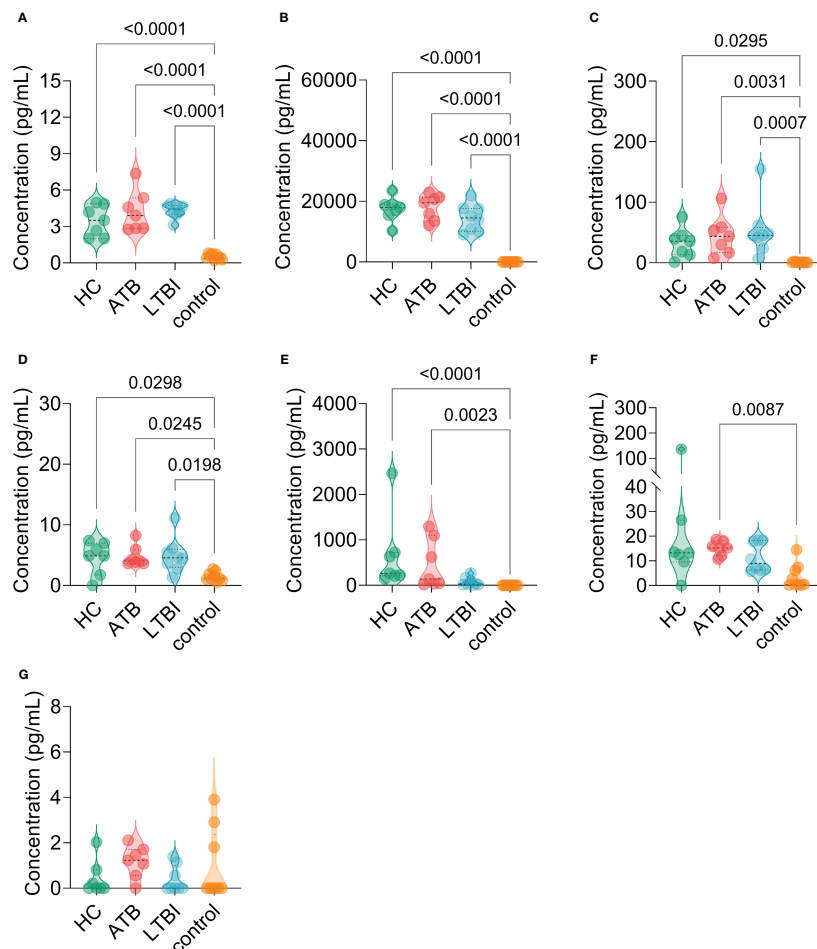 A
<0.0001
<0.0001
<0.0001
Concentration (pg/mL)
15
12
9
6
3
0
HC
ATB
LTBI
control
B
<0.0001
<0.0001
<0.0001
Concentration (pg/mL)
60000
40000
20000
0
HC
ATB
LTBI
control
C
0.0295
0.0031
0.0007
Concentration (pg/mL)
300
200
100
0
HC
ATB
LTBI
control
D
0.0298
0.0245
0.0198
Concentration (pg/mL)
30
20
10
5
0
HC
ATB
LTBI
control
E
<0.0001
0.0023
Concentration (pg/mL)
4000
3000
2000
1000
0
HC
ATB
LTBI
control
F
0.0087
Concentration (pg/mL)
300
200
100
40
30
20
10
0
HC
ATB
LTBI
control
G
Concentration (pg/mL)
8
6
4
2
0
HC
ATB
LTBI
control